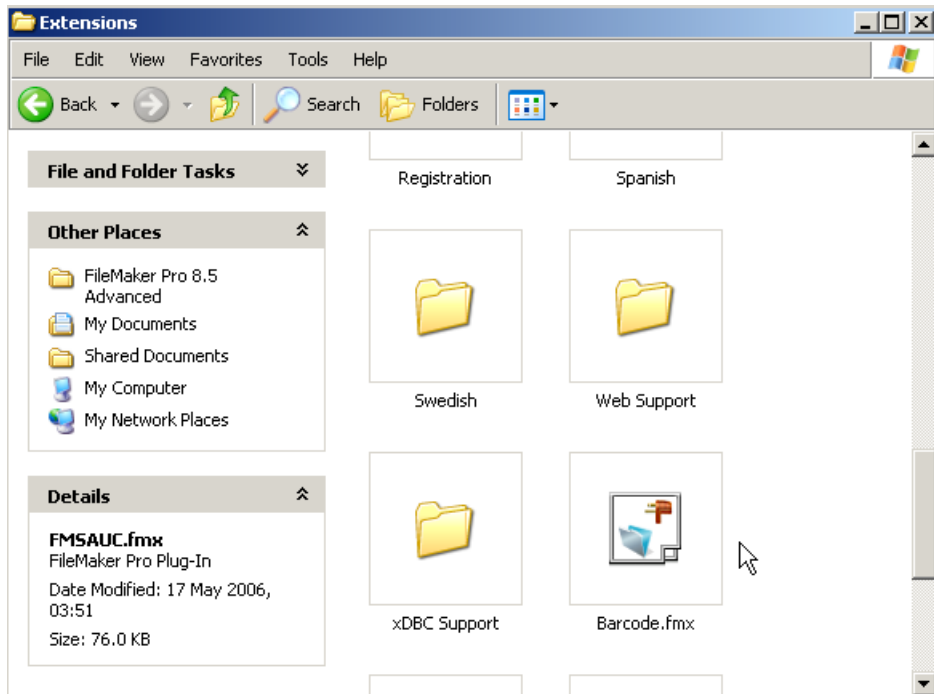 Extensions
File Edit View Favorites Tools Help
Back Search Folders
File and Folder Tasks
Other Places
FileMaker Pro 8.5
Advanced
My Documents
Shared Documents
My Computer
My Network Places
Details
FMSAUC.fmx
FileMaker Pro Plug-In
Date Modified: 17 May 2006,
03:51
Size: 76.0 KB
Registration Spanish
Swedish Web Support
xDBC Support Barcode.fmx